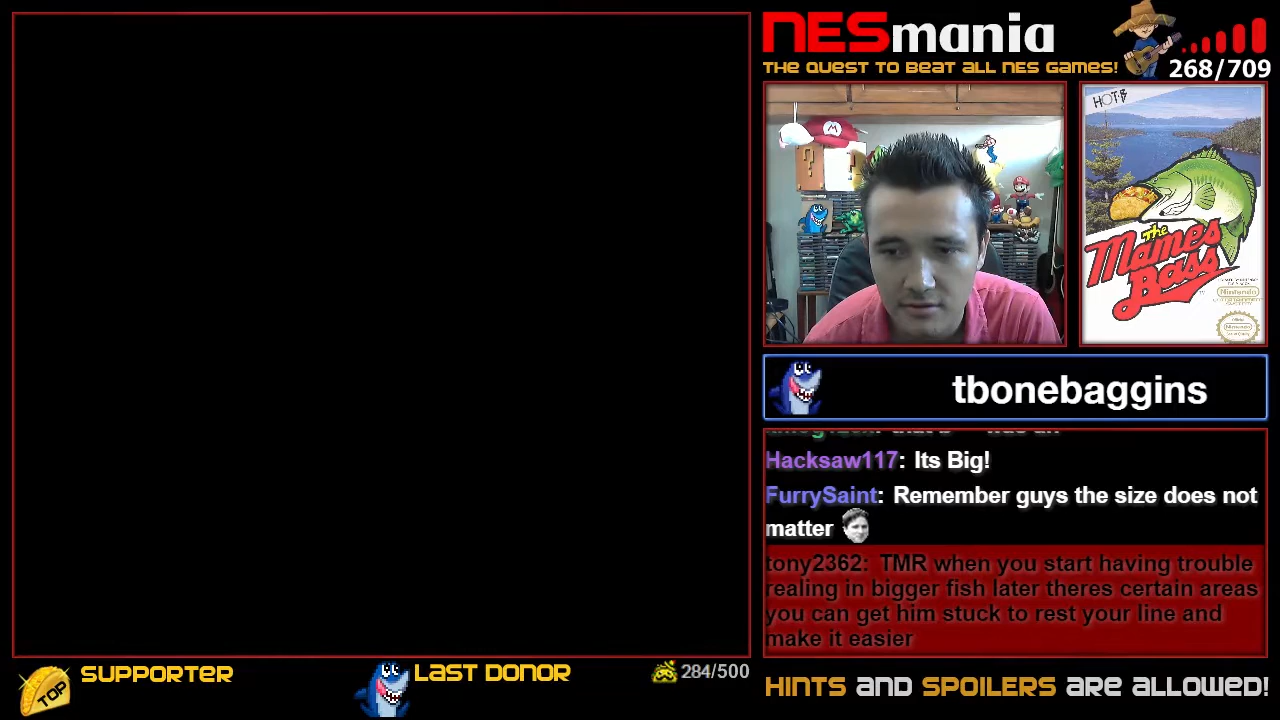 NESmania
THE QUEST TO BEAT ALL NES GAMES!
268/709
HOT·B
The
Mames
Bass
Nintendo
tbonebaggins
Hacksaw117: Its Big!
FurrySaint: Remember guys the size does not
matter
tony2362: TMR when you start having trouble
realing in bigger fish later theres certain areas
you can get him stuck to rest your line and
make it easier
TOP
SUPPORTER
LAST DONOR
284/500
HINTS AND SPOILERS ARE ALLOWED!